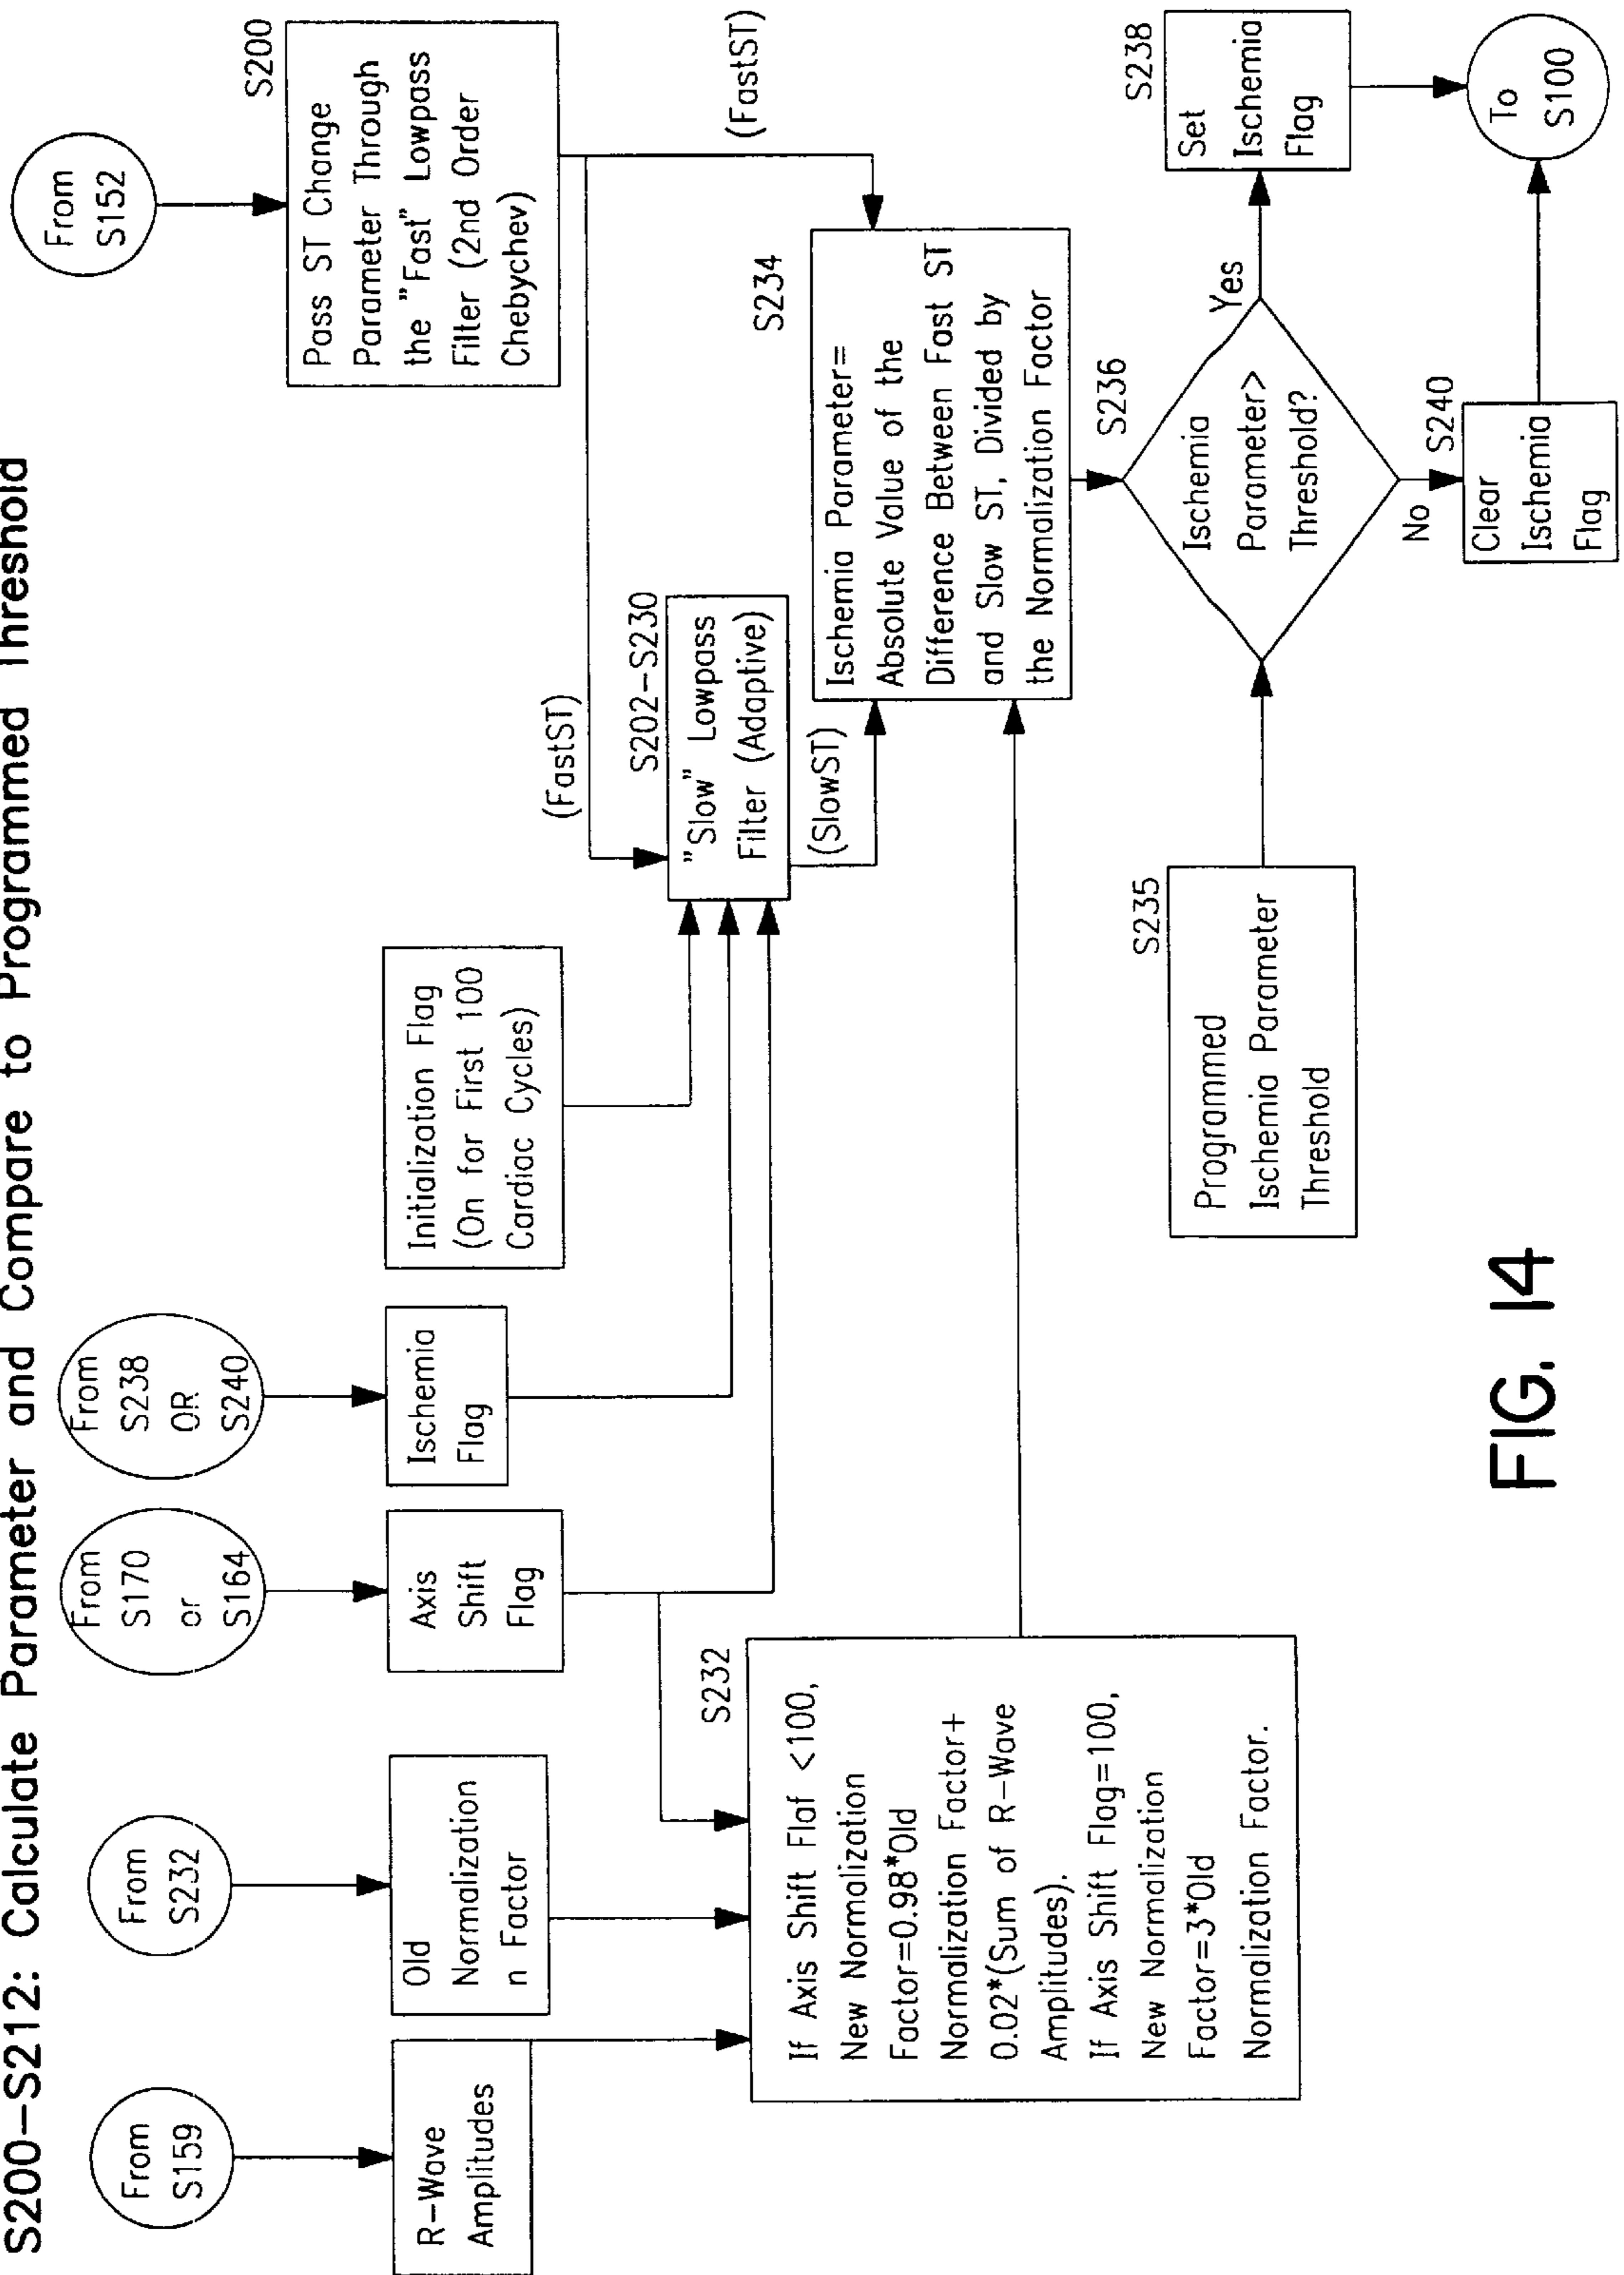 S200-S212: Calculate Parameter and Compare to Programmed Threshold
From
S159
From
S232
From
S170
or
S164
From
S238
OR
S240
From
S152
R-Wave
Amplitudes
Old
Normalization
n Factor
Axis
Shift
Flag
Ischemia
Flag
Initialization Flag
(On for First 100
Cardiac Cycles)
S200
Pass ST Change
Parameter Through
the "Fast" Lowpass
Filter (2nd Order
Chebychev)
(FastST)
(FastST)
S202-S230
"Slow" Lowpass
Filter (Adaptive)
(SlowST)
S232
If Axis Shift Flaf <100,
New Normalization
Factor=0.98*Old
Normalization Factor+
0.02*(Sum of R-Wave
Amplitudes).
If Axis Shift Flag=100,
New Normalization
Factor=3*Old
Normalization Factor.
S234
Ischemia Parameter=
Absolute Value of the
Difference Between Fast ST
and Slow ST, Divided by
the Normalization Factor
S235
Programmed
Ischemia Parameter
Threshold
S236
Ischemia
Parameter>
Threshold?
Yes
No
S238
Set
Ischemia
Flag
S240
Clear
Ischemia
Flag
To
S100
FIG. 14